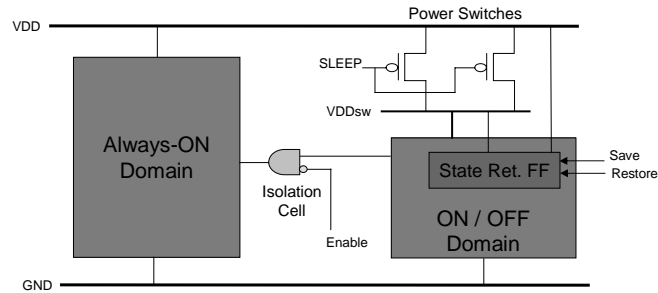 Power Switches
VDD
SLEEP
VDDsw
Always-ON
Domain
State Ret. FF
Save
Restore
Isolation
Cell
ON / OFF
Domain
Enable
GND